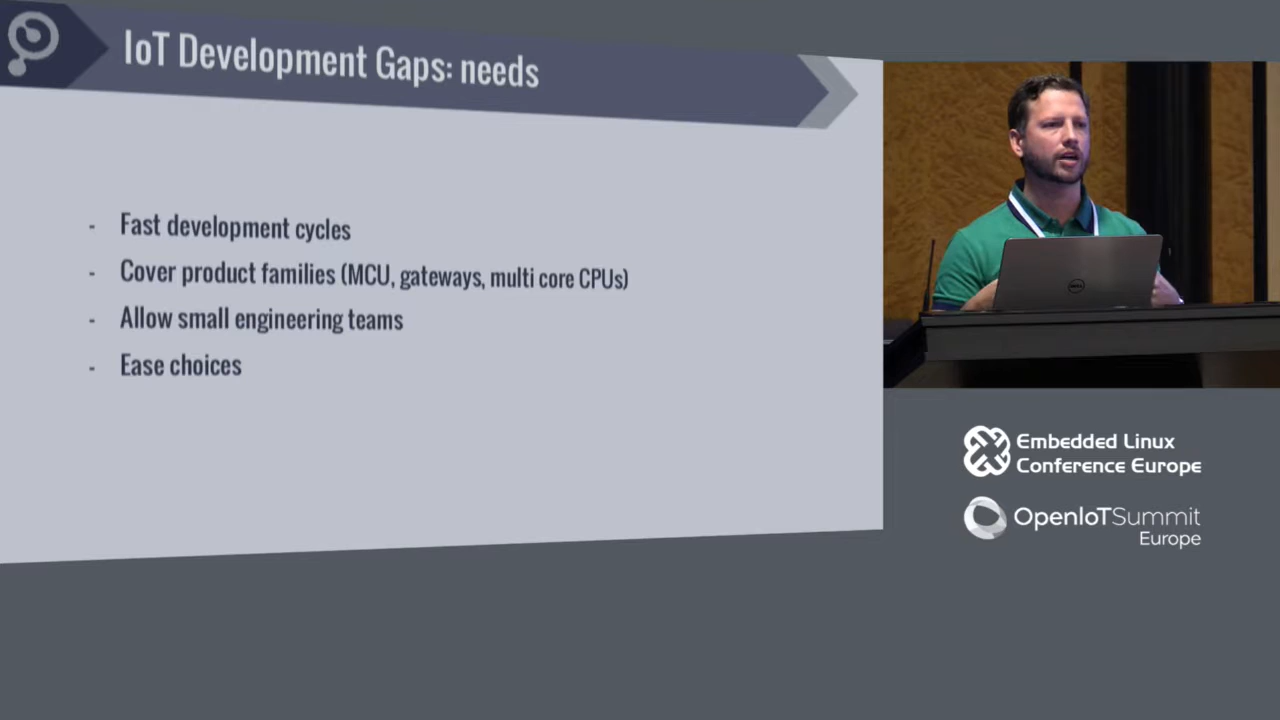 IoT Development Gaps: needs
- Fast development cycles
- Cover product families (MCU, gateways, multi core CPUs)
- Allow small engineering teams
- Ease choices
DELL
Embedded Linux
Conference Europe
OpenIoTSummit
Europe